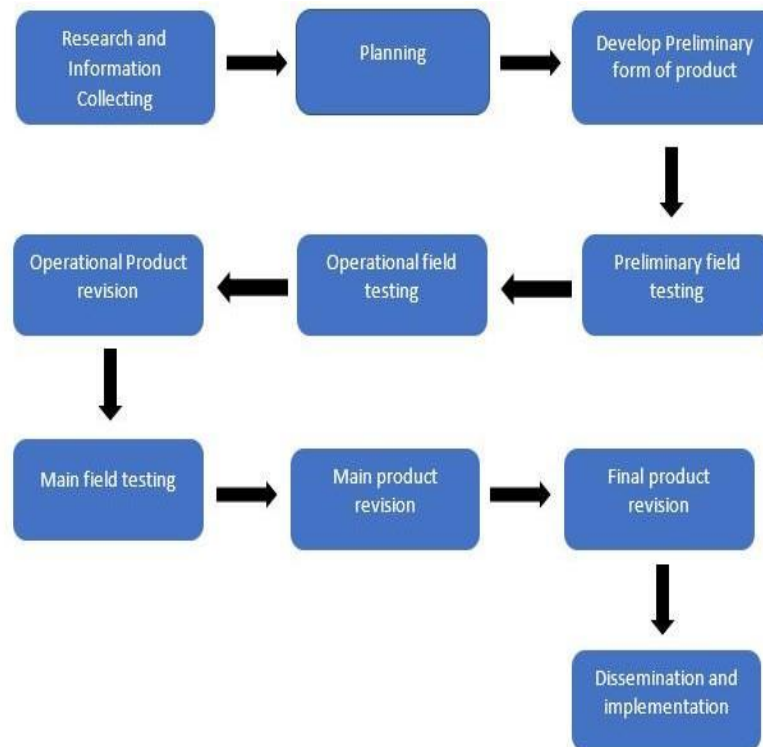 Research and
Information
Collecting
Planning
Develop Preliminary
form of product
Preliminary field
testing
Operational field
testing
Operational Product
revision
Main field testing
Main product
revision
Final product
revision
Dissemination and
implementation